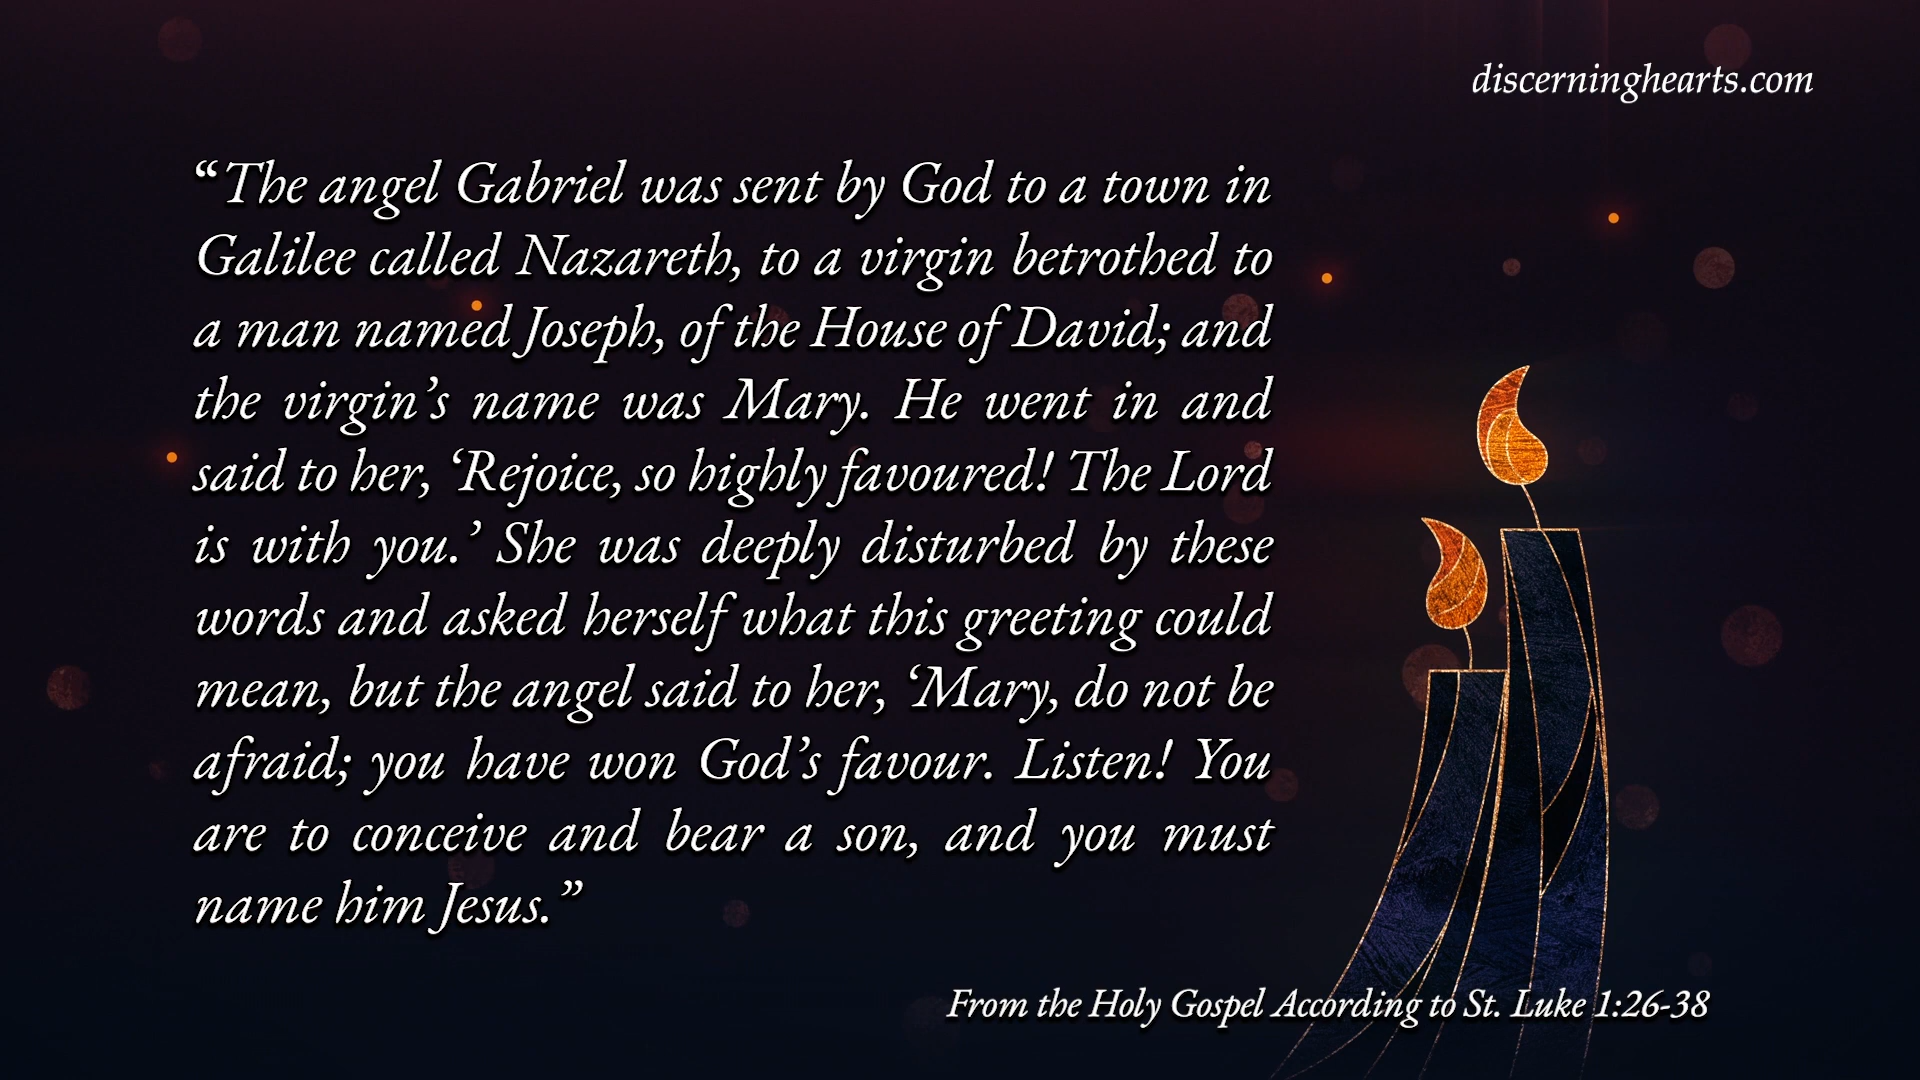 discerninghearts.com
“The angel Gabriel was sent by God to a town in
Galilee called Nazareth, to a virgin betrothed to
a man named Joseph, of the House of David; and
the virgin’s name was Mary. He went in and
said to her, ‘Rejoice, so highly favoured! The Lord
is with you.’ She was deeply disturbed by these
words and asked herself what this greeting could
mean, but the angel said to her, ‘Mary, do not be
afraid; you have won God’s favour. Listen! You
are to conceive and bear a son, and you must
name him Jesus.”
From the Holy Gospel According to St. Luke 1:26-38